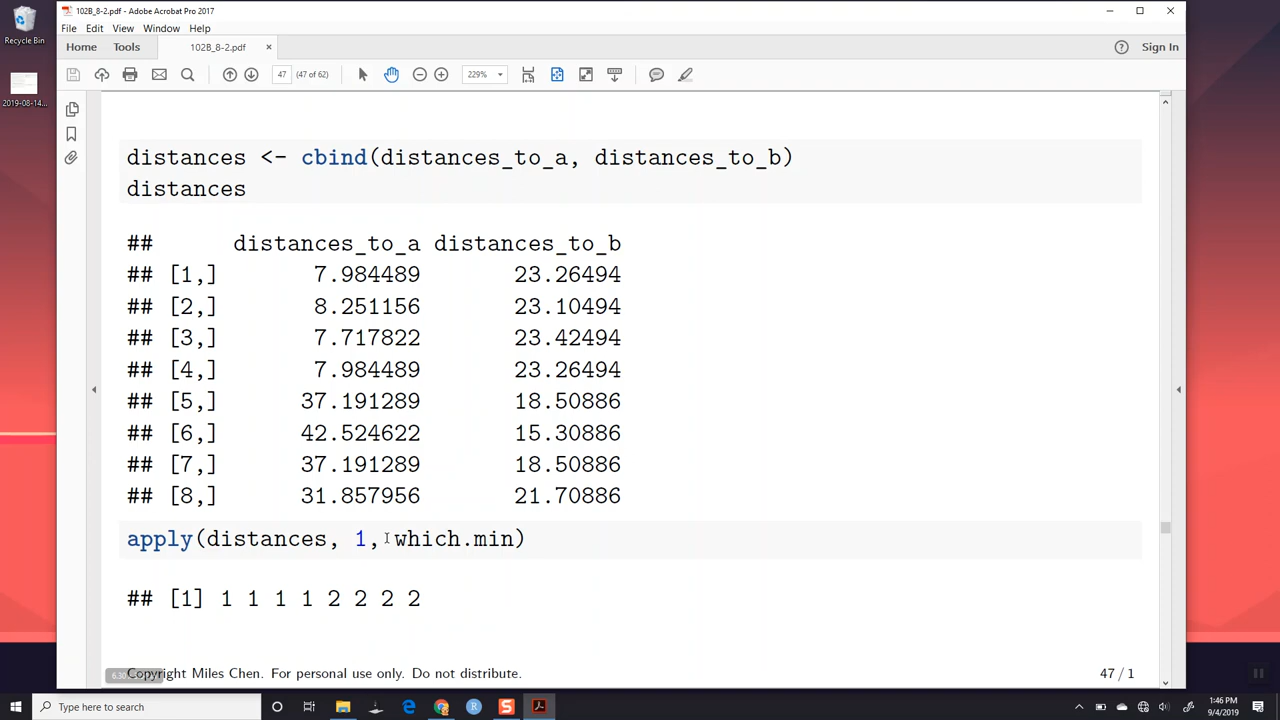 102B_8-2.pdf - Adobe Acrobat Pro 2017
File Edit View Window Help
Home Tools 102B_8-2.pdf × Sign In
47 (47 of 62) 229%
Recycle Bin
2019-08-14...
distances <- cbind(distances_to_a, distances_to_b)
distances
## distances_to_a distances_to_b
## [1,] 7.984489 23.26494
## [2,] 8.251156 23.10494
## [3,] 7.717822 23.42494
## [4,] 7.984489 23.26494
## [5,] 37.191289 18.50886
## [6,] 42.524622 15.30886
## [7,] 37.191289 18.50886
## [8,] 31.857956 21.70886
apply(distances, 1, which.min)
## [1] 1 1 1 1 2 2 2 2
Copyright Miles Chen. For personal use only. Do not distribute. 47 / 1
Type here to search
1:46 PM
9/4/2019